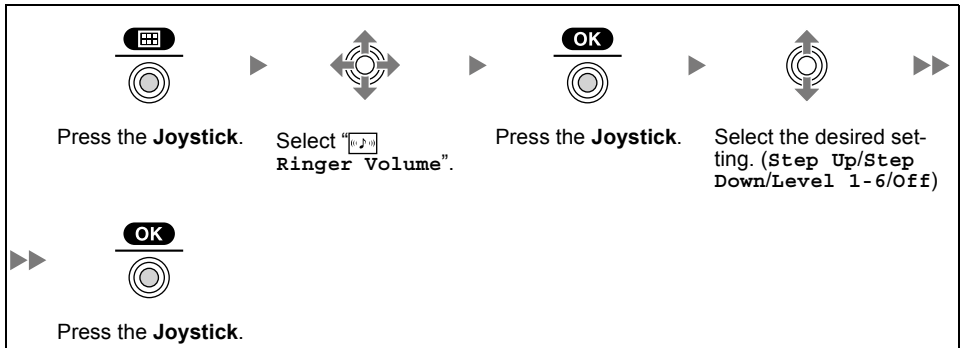 Press the Joystick.
Select “
Ringer Volume”.
OK
Press the Joystick.
Select the desired set-
ting. (Step Up/Step
Down/Level 1-6/Off)
OK
Press the Joystick.